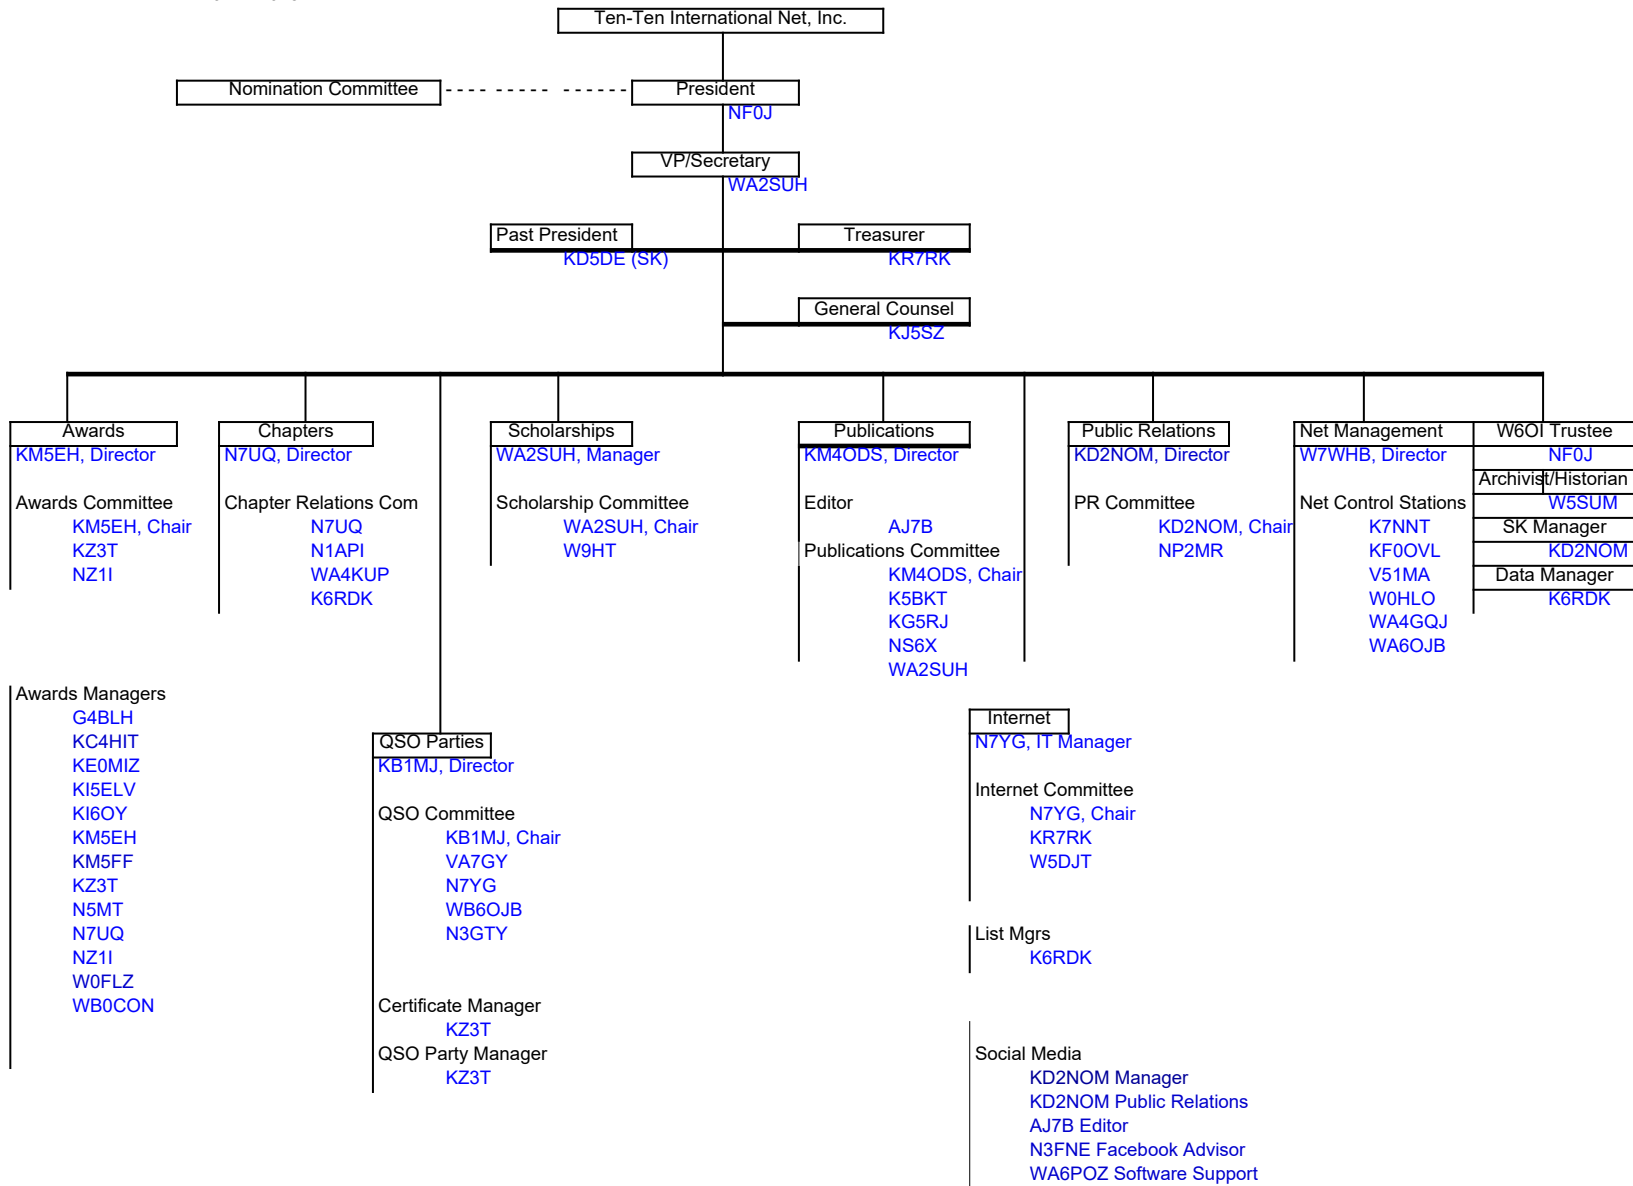 Ten-Ten International Net, Inc.
Nomination Committee
President
NF0J
VP/Secretary
WA2SUH
Past President
KD5DE (SK)
Treasurer
KR7RK
General Counsel
KJ5SZ
Awards
KM5EH, Director
Awards Committee
KM5EH, Chair
KZ3T
NZ1I
Awards Managers
G4BLH
KC4HIT
KE0MIZ
KI5ELV
KI6OY
KM5EH
KM5FF
KZ3T
N5MT
N7UQ
NZ1I
W0FLZ
WB0CON
Chapters
N7UQ, Director
Chapter Relations Com
N7UQ
N1API
WA4KUP
K6RDK
QSO Parties
KB1MJ, Director
QSO Committee
KB1MJ, Chair
VA7GY
N7YG
WB6OJB
N3GTY
Certificate Manager
KZ3T
QSO Party Manager
KZ3T
Scholarships
WA2SUH, Manager
Scholarship Committee
WA2SUH, Chair
W9HT
Publications
KM4ODS, Director
Editor
AJ7B
Publications Committee
KM4ODS, Chair
K5BKT
KG5RJ
NS6X
WA2SUH
Internet
N7YG, IT Manager
Internet Committee
N7YG, Chair
KR7RK
W5DJT
List Mgrs
K6RDK
Social Media
KD2NOM Manager
KD2NOM Public Relations
AJ7B Editor
N3FNE Facebook Advisor
WA6POZ Software Support
Public Relations
KD2NOM, Director
PR Committee
KD2NOM, Chair
NP2MR
Net Management
W7WHB, Director
Net Control Stations
K7NNT
KF0OVL
V51MA
W0HLO
WA4GQJ
WA6OJB
W6OI Trustee
NF0J
Archivist/Historian
W5SUM
SK Manager
KD2NOM
Data Manager
K6RDK